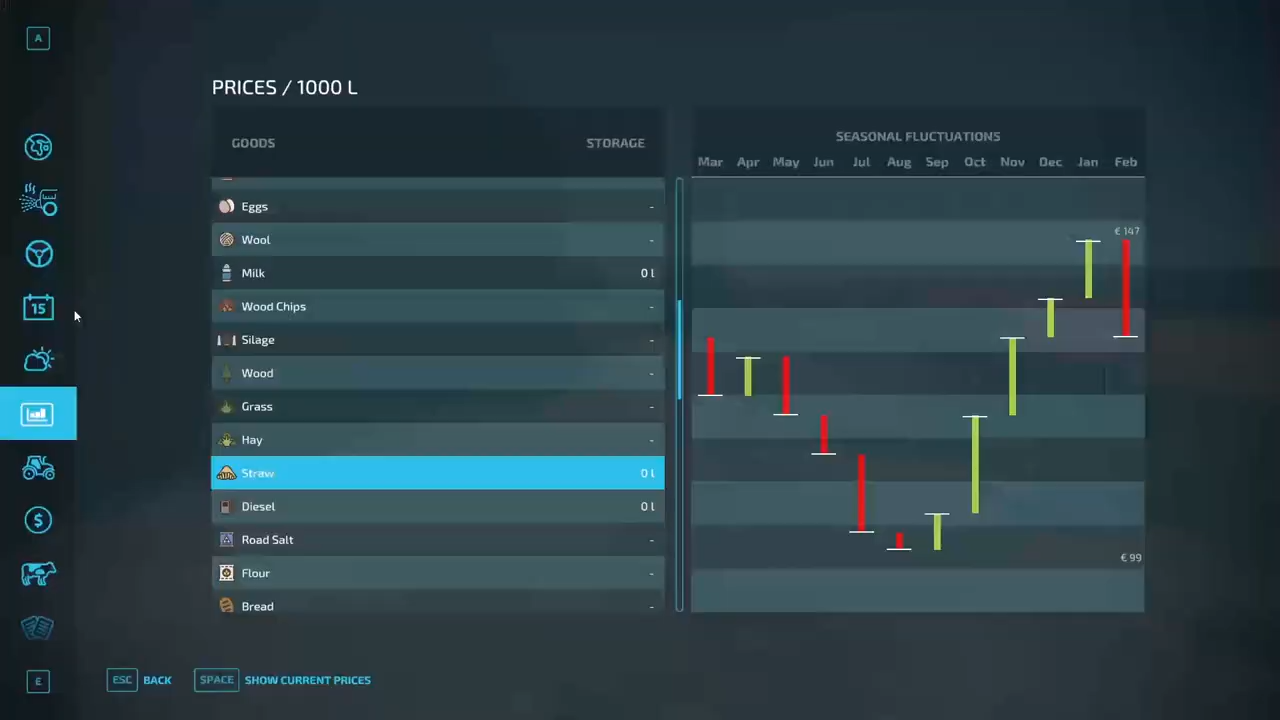 A
PRICES / 1000 L
GOODS STORAGE
SEASONAL FLUCTUATIONS
Mar Apr May Jun Jul Aug Sep Oct Nov Dec Jan Feb
Eggs -
€ 147
Wool -
Milk 0 l
15
Wood Chips -
Silage -
Wood -
Grass -
Hay -
Straw 0 l
Diesel 0 l
Road Salt -
€ 99
Flour -
Bread -
E
ESC BACK SPACE SHOW CURRENT PRICES